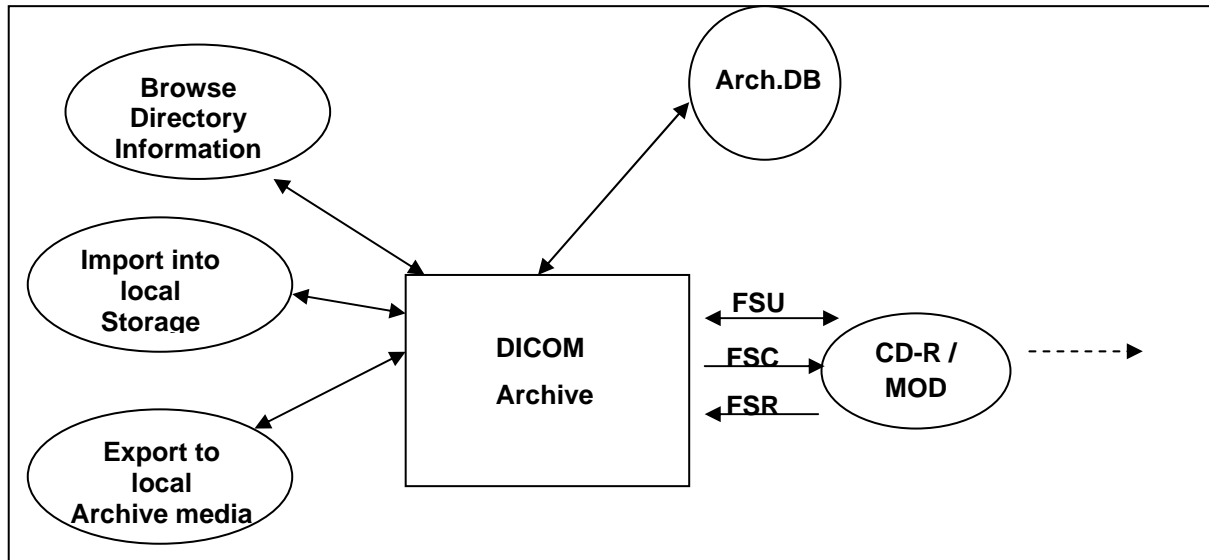 Browse
Directory
Information
Arch.DB
Import into
local
Storage
DICOM
Archive
FSU
FSC
FSR
CD-R /
MOD
Export to
local
Archive media